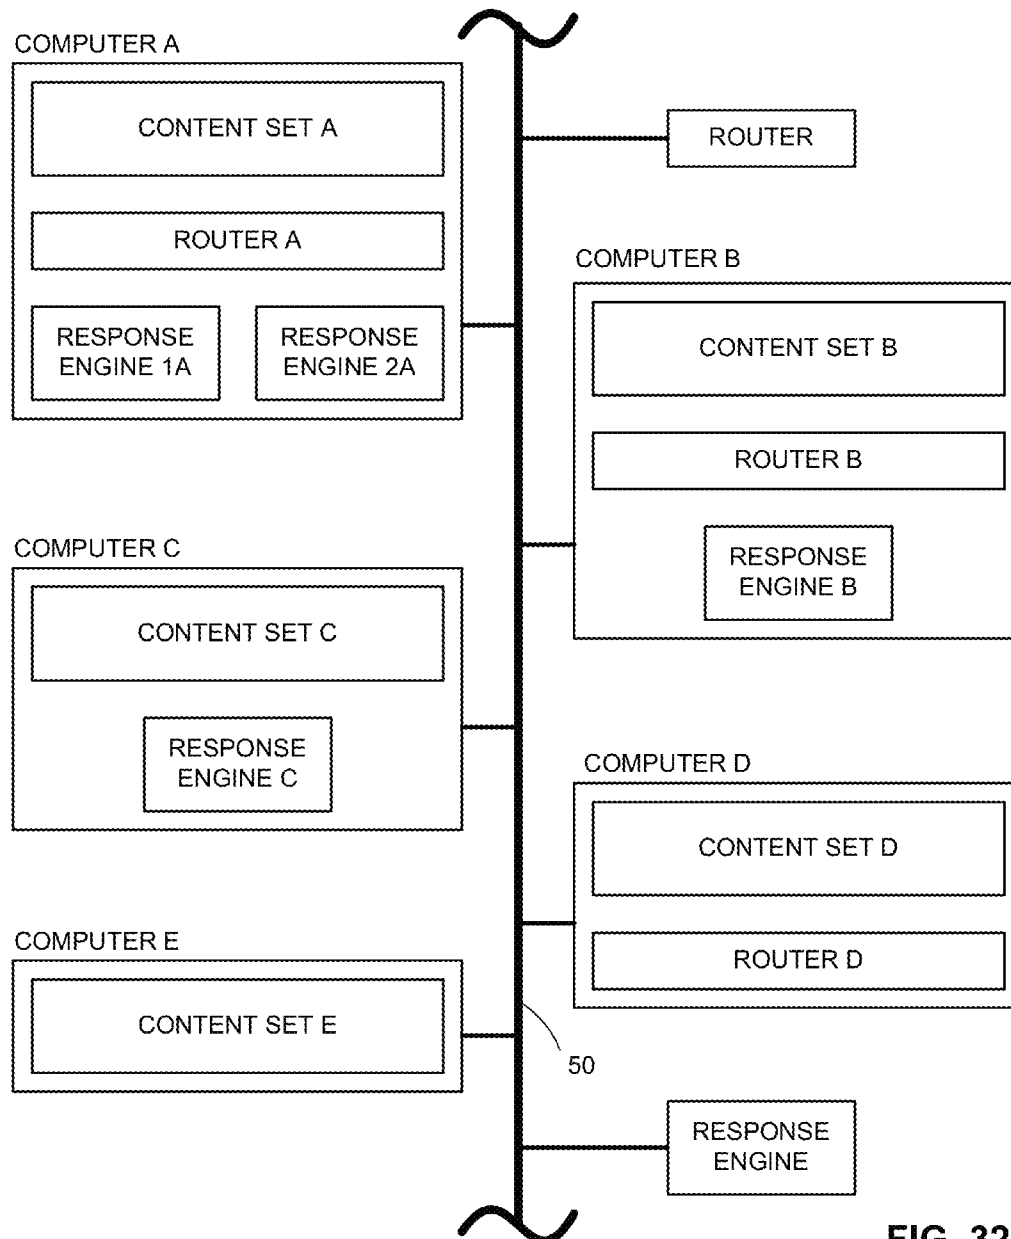 COMPUTER A
CONTENT SET A
ROUTER A
RESPONSE
ENGINE 1A
RESPONSE
ENGINE 2A
ROUTER
COMPUTER B
CONTENT SET B
ROUTER B
RESPONSE
ENGINE B
COMPUTER C
CONTENT SET C
RESPONSE
ENGINE C
COMPUTER D
CONTENT SET D
ROUTER D
COMPUTER E
CONTENT SET E
50
RESPONSE
ENGINE
FIG. 32